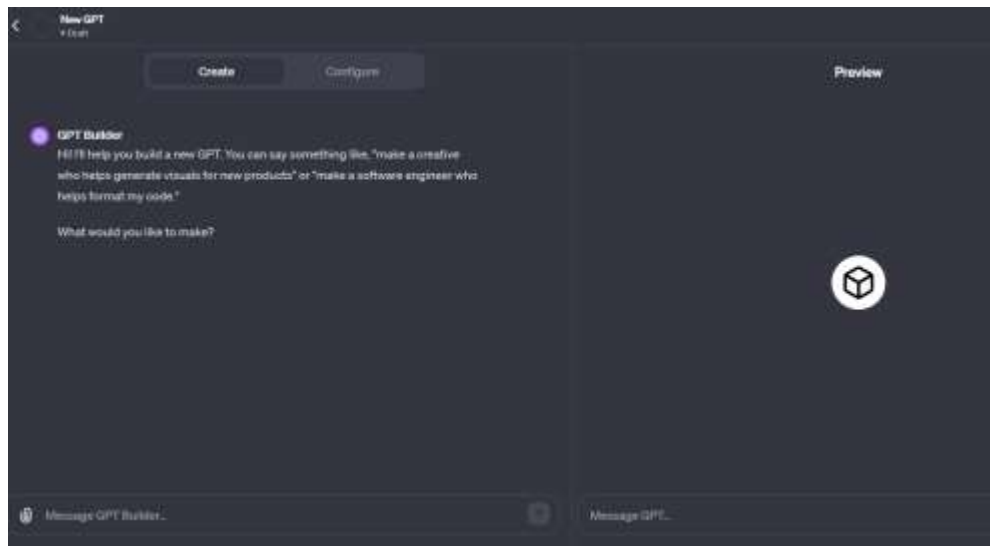 New GPT
• Draft
Create
Configure
Preview
GPT Builder
Hi! I'll help you build a new GPT. You can say something like, "make a creative
who helps generate visuals for new products" or "make a software engineer who
helps format my code."
What would you like to make?
Message GPT Builder...
Message GPT...